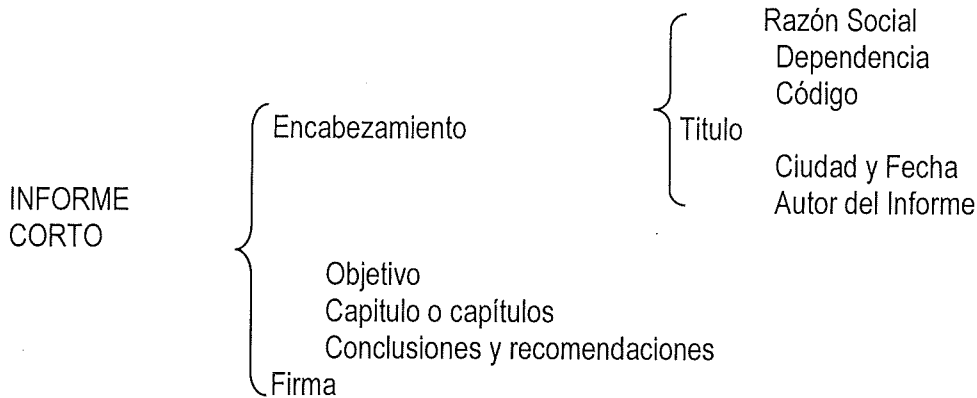 Razón Social
Dependencia
Código
Encabezamiento
Titulo
Ciudad y Fecha
INFORME
Autor del Informe
CORTO
Objetivo
Capitulo o capítulos
Conclusiones y recomendaciones
Firma